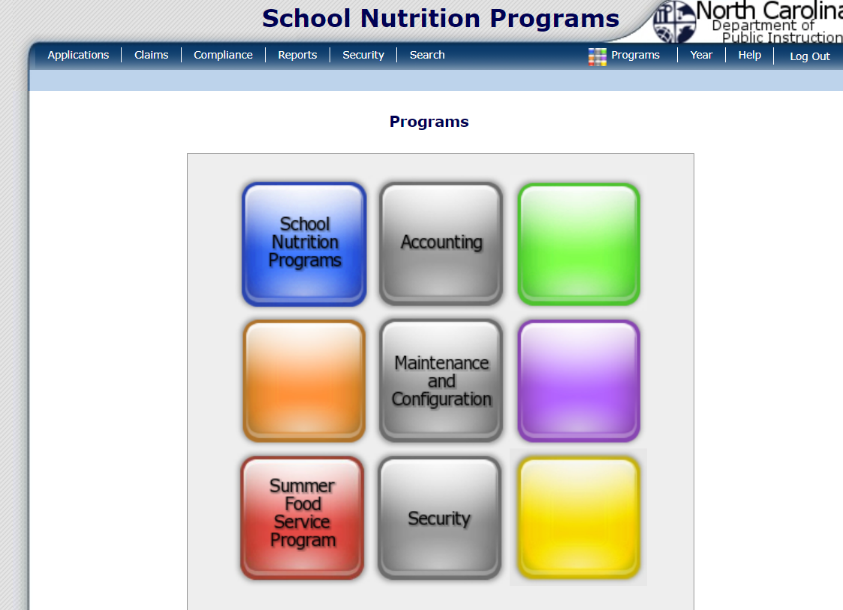 School Nutrition Programs
North Carolina
Department of
Public Instruction
Applications Claims Compliance Reports Security Search Programs Year Help Log Out
Programs
School
Nutrition
Programs
Accounting
Maintenance
and
Configuration
Summer
Food
Service
Program
Security